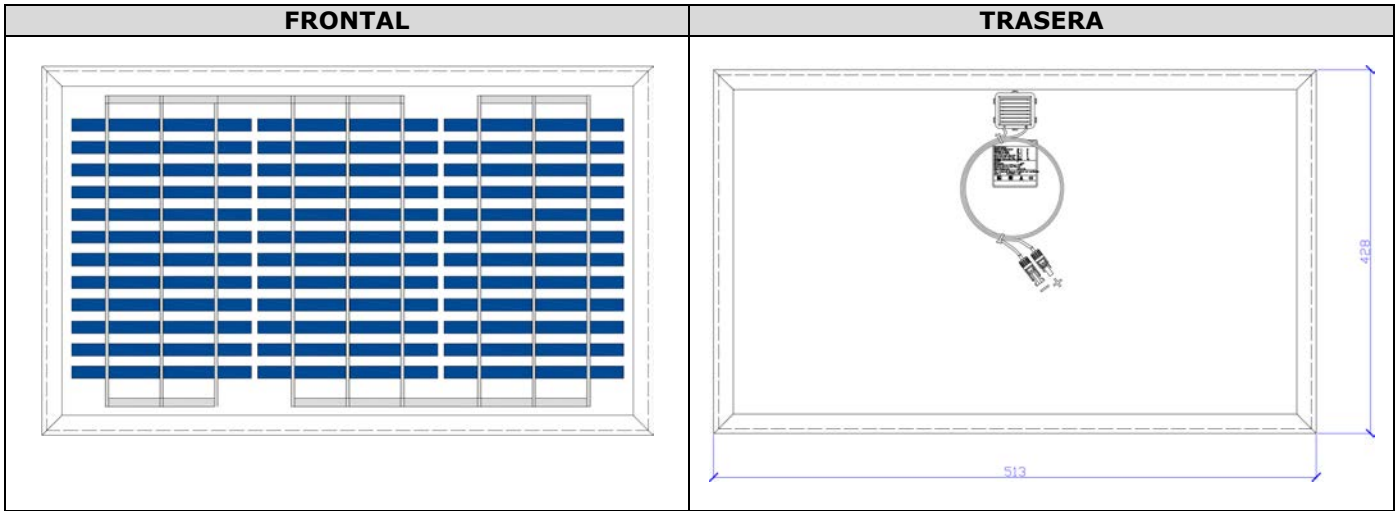 FRONTAL
TRASERA
428
513
+
−